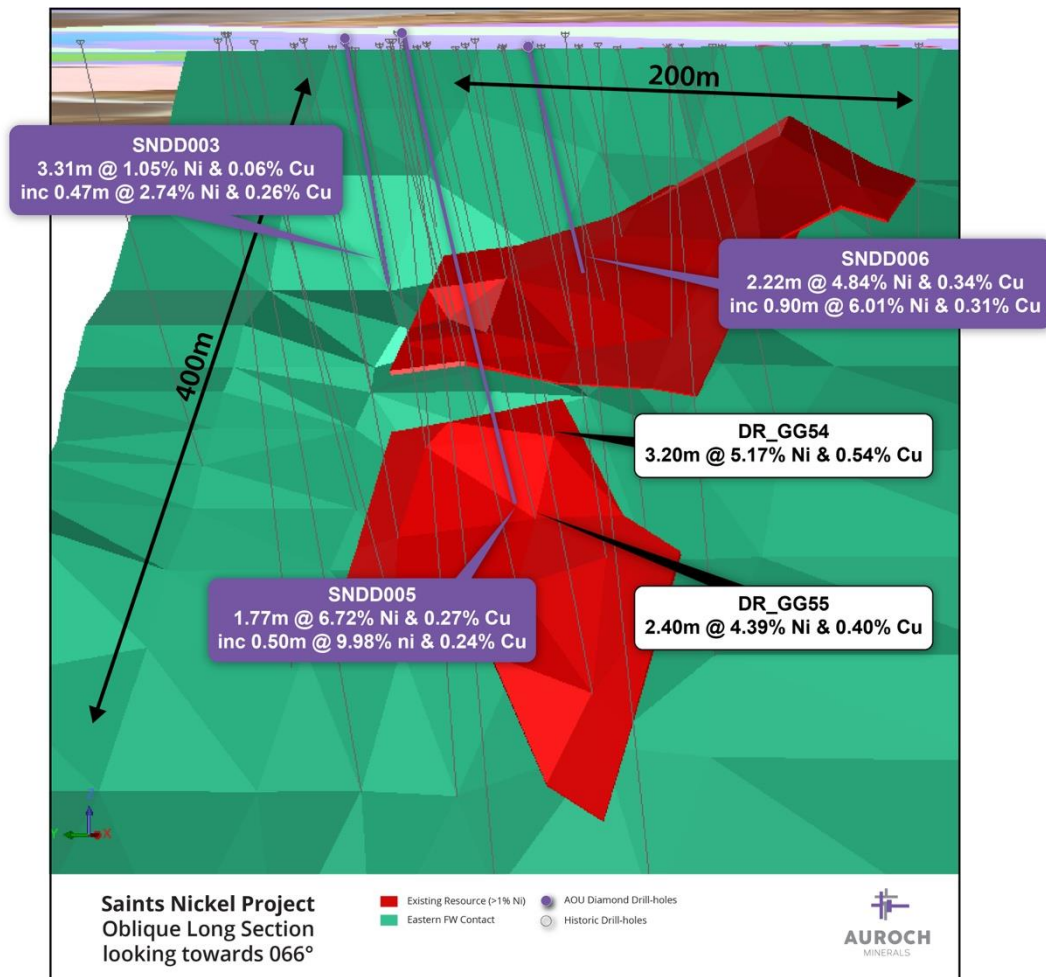 200m
SNDD003
3.31m @ 1.05% Ni & 0.06% Cu
inc 0.47m @ 2.74% Ni & 0.26% Cu
SNDD006
2.22m @ 4.84% Ni & 0.34% Cu
inc 0.90m @ 6.01% Ni & 0.31% Cu
400m
DR_GG54
3.20m @ 5.17% Ni & 0.54% Cu
SNDD005
1.77m @ 6.72% Ni & 0.27% Cu
inc 0.50m @ 9.98% ni & 0.24% Cu
DR_GG55
2.40m @ 4.39% Ni & 0.40% Cu
Z
Y
X
Saints Nickel Project
Oblique Long Section
looking towards 066°
Existing Resource (>1% Ni)
Eastern FW Contact
AOU Diamond Drill-holes
Historic Drill-holes
AUROCH
MINERALS